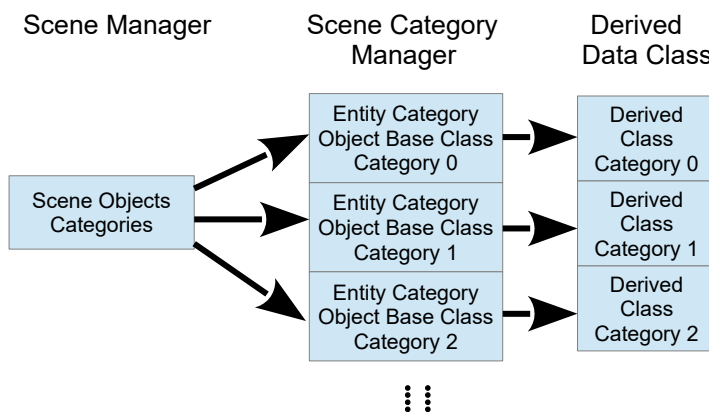 Scene Manager
Scene Category
Manager
Derived
Data Class
Scene Objects
Categories
Entity Category
Object Base Class
Category 0
Entity Category
Object Base Class
Category 1
Entity Category
Object Base Class
Category 2
Derived
Class
Category 0
Derived
Class
Category 1
Derived
Class
Category 2